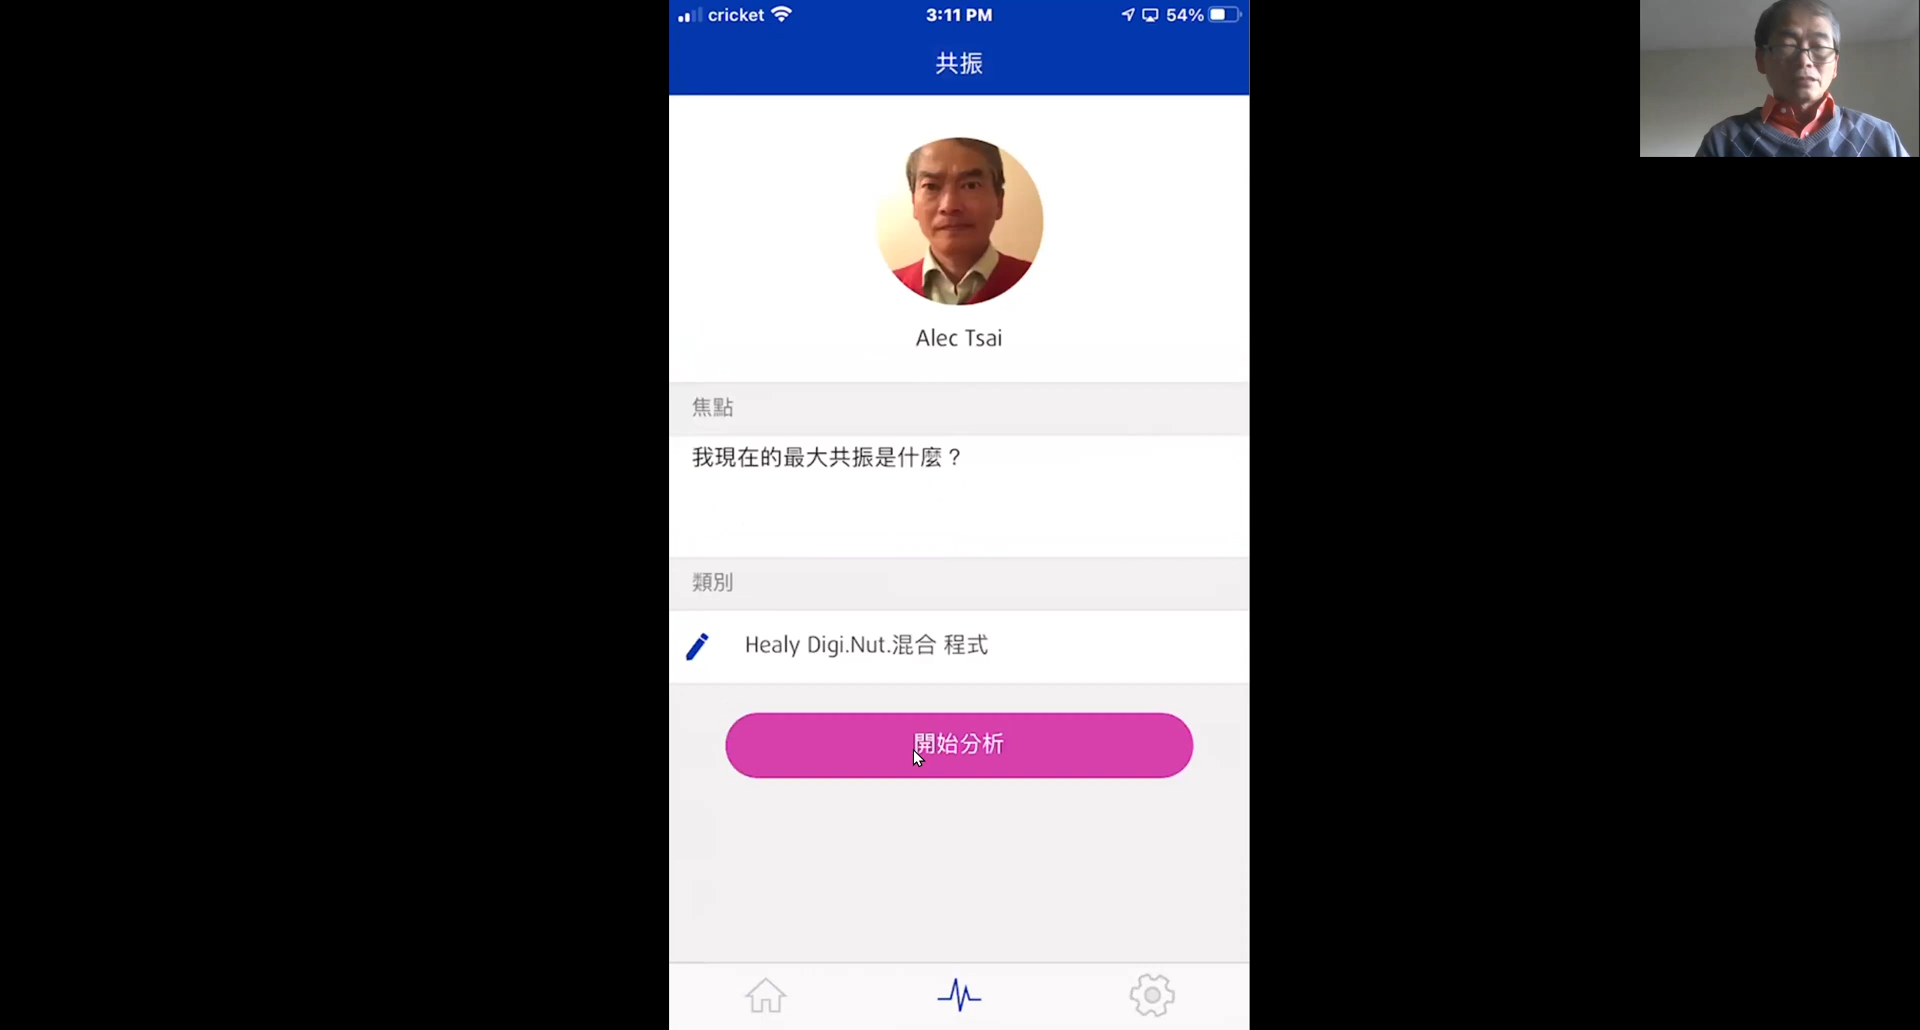 cricket 3:11 PM 54%
共振
Alec Tsai
焦點
我現在的最大共振是什麼？
類別
Healy Digi.Nut.混合 程式
開始分析